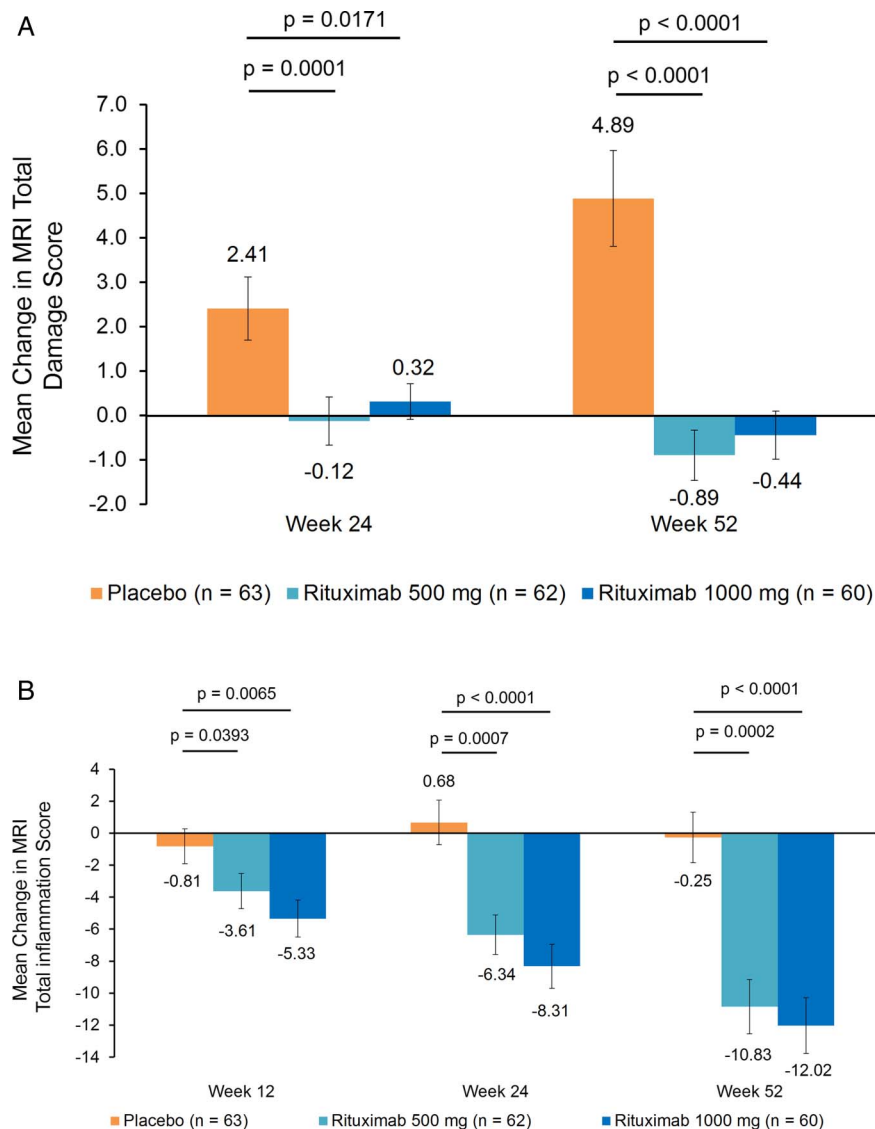 A
p = 0.0171
p < 0.0001
p = 0.0001
p < 0.0001
Mean Change in MRI Total
Damage Score
7.0
6.0
5.0
4.0
3.0
2.0
1.0
0.0
-1.0
-2.0
2.41
-0.12
0.32
4.89
-0.89
-0.44
Week 24
Week 52
Placebo (n = 63) Rituximab 500 mg (n = 62) Rituximab 1000 mg (n = 60)
B
p = 0.0065
p < 0.0001
p < 0.0001
p = 0.0393
p = 0.0007
p = 0.0002
Mean Change in MRI
Total inflammation Score
4
2
0
-2
-4
-6
-8
-10
-12
-14
-0.81
-3.61
-5.33
0.68
-6.34
-8.31
-0.25
-10.83
-12.02
Week 12
Week 24
Week 52
Placebo (n = 63) Rituximab 500 mg (n = 62) Rituximab 1000 mg (n = 60)